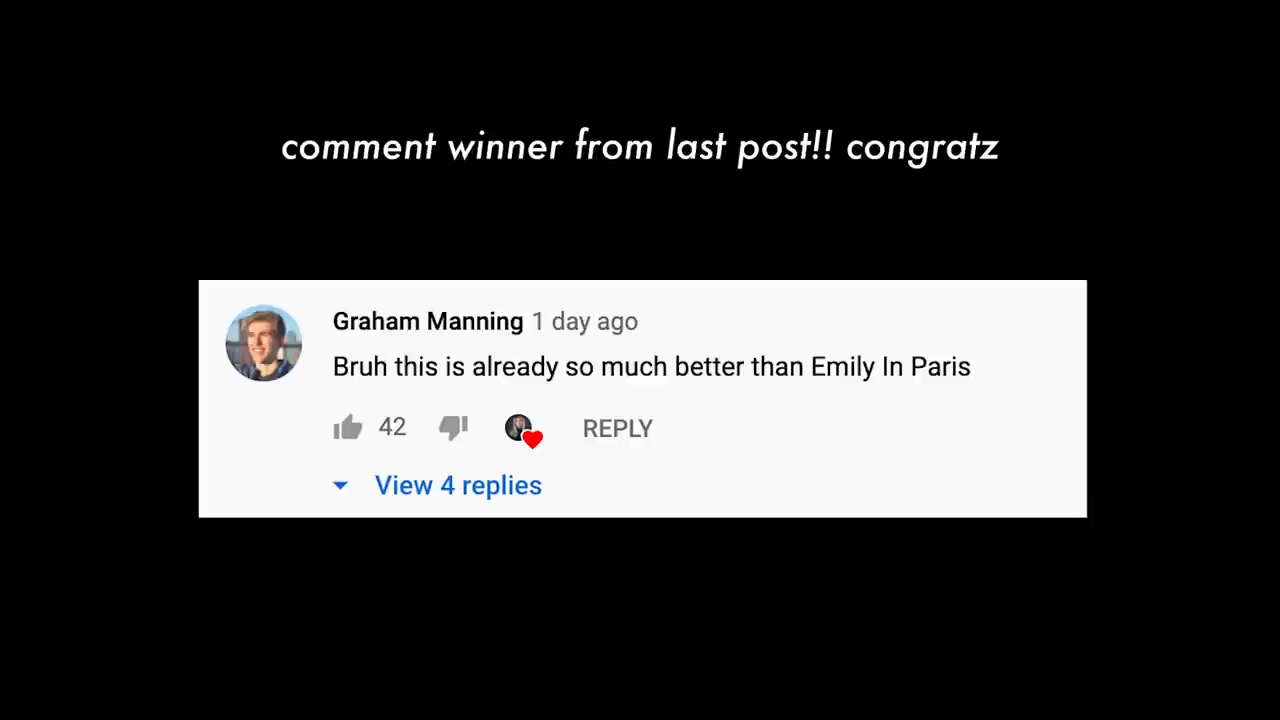 comment winner from last post!! congratz
Graham Manning 1 day ago
Bruh this is already so much better than Emily In Paris
42 REPLY
View 4 replies